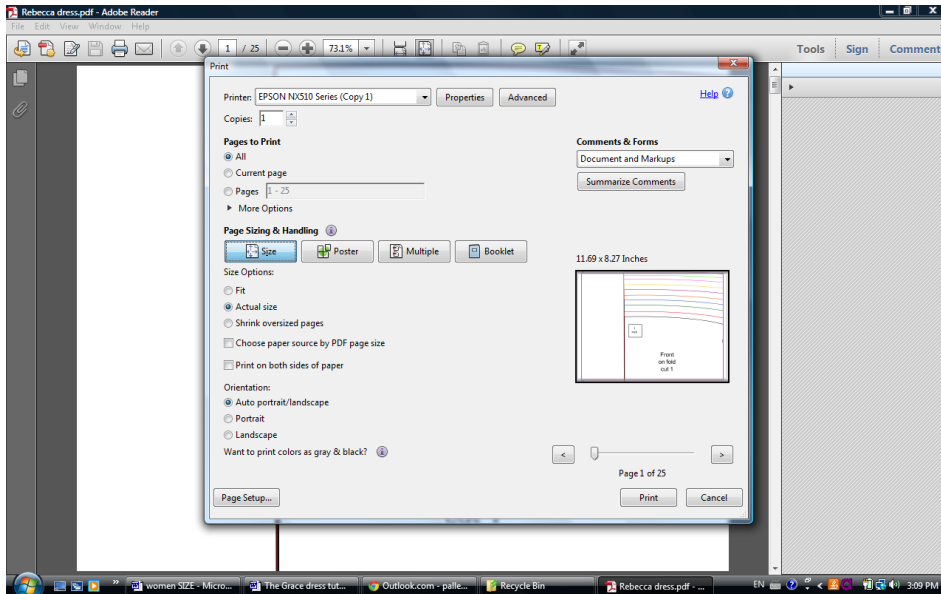 Rebecca dress.pdf - Adobe Reader
File Edit View Window Help
1 / 25 73.1% Tools Sign Comment
Print
Printer: EPSON NX510 Series (Copy 1) Properties Advanced Help
Copies: 1
Pages to Print Comments & Forms
All Document and Markups
Current page
Pages 1 - 25 Summarize Comments
More Options
Page Sizing & Handling
Size Poster Multiple Booklet
11.69 x 8.27 Inches
Size Options:
Fit
Actual size
Shrink oversized pages
Choose paper source by PDF page size
Print on both sides of paper
Front
on fold
cut 1
Orientation:
Auto portrait/landscape
Portrait
Landscape
Want to print colors as gray & black? < >
Page 1 of 25
Page Setup... Print Cancel
women SIZE - Micro... The Grace dress tut... Outlook.com - palle... Recycle Bin Rebecca dress.pdf - ... EN 3:09 PM